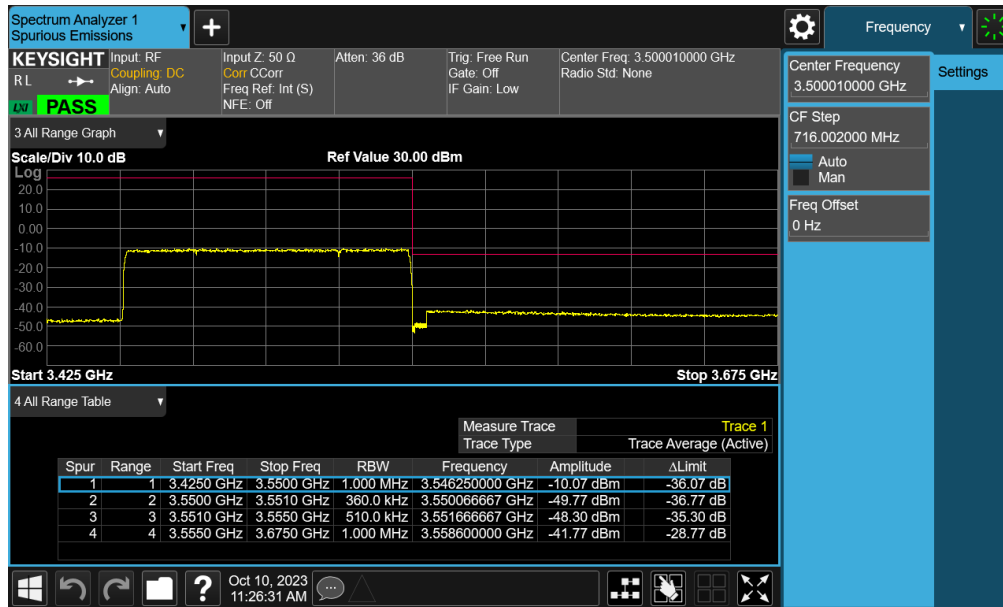 Spectrum Analyzer 1
Spurious Emissions
+
Frequency
KEYSIGHT
R L
LXI
PASS
Input: RF
Coupling: DC
Align: Auto
Input Z: 50 Ω
Corr CCorr
Freq Ref: Int (S)
NFE: Off
Atten: 36 dB
Trig: Free Run
Gate: Off
IF Gain: Low
Center Freq: 3.500010000 GHz
Radio Std: None
Center Frequency
3.500010000 GHz
Settings
CF Step
716.002000 MHz
Auto
Man
Freq Offset
0 Hz
3 All Range Graph
Scale/Div 10.0 dB
Ref Value 30.00 dBm
Log
20.0
10.0
0.00
-10.0
-20.0
-30.0
-40.0
-50.0
-60.0
Start 3.425 GHz
Stop 3.675 GHz
4 All Range Table
Measure Trace Trace 1
Trace Type Trace Average (Active)
Spur Range Start Freq Stop Freq RBW Frequency Amplitude ΔLimit
1 1 3.4250 GHz 3.5500 GHz 1.000 MHz 3.546250000 GHz -10.07 dBm -36.07 dB
2 2 3.5500 GHz 3.5510 GHz 360.0 kHz 3.550066667 GHz -49.77 dBm -36.77 dB
3 3 3.5510 GHz 3.5550 GHz 510.0 kHz 3.551666667 GHz -48.30 dBm -35.30 dB
4 4 3.5550 GHz 3.6750 GHz 1.000 MHz 3.558600000 GHz -41.77 dBm -28.77 dB
?
Oct 10, 2023
11:26:31 AM